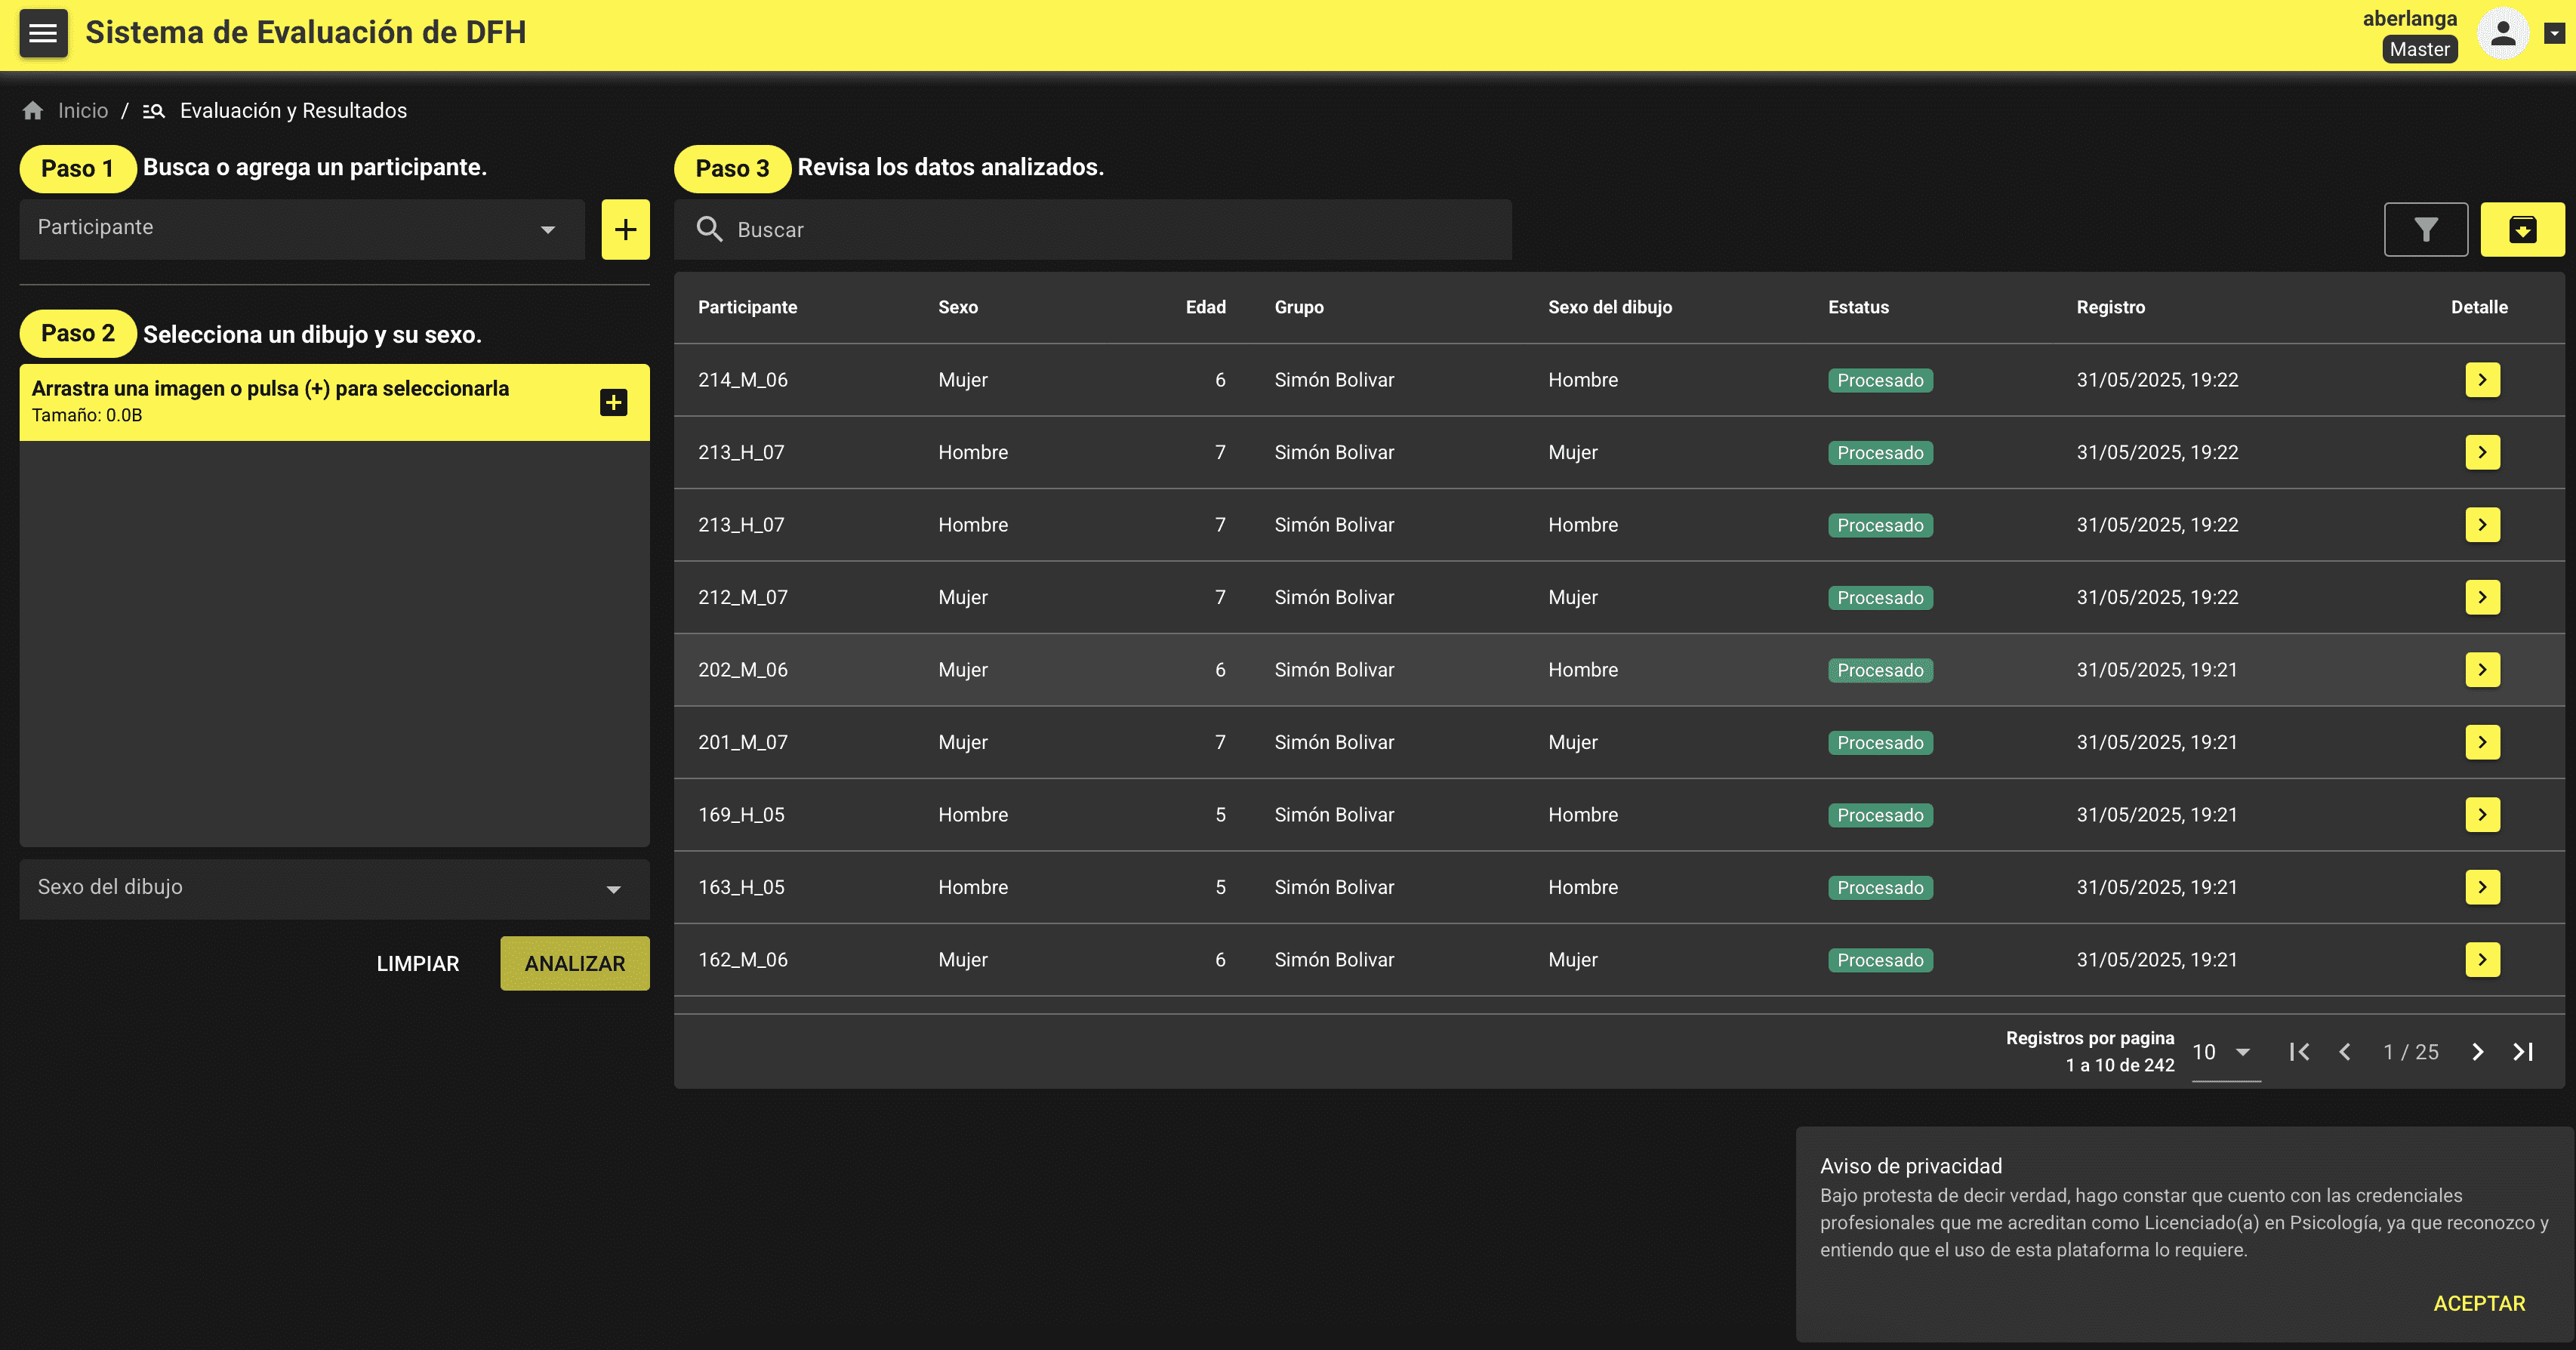 Sistema de Evaluación de DFH
aberlanga
Master
Inicio / Evaluación y Resultados
Paso 1 Busca o agrega un participante.
Participante
Paso 2 Selecciona un dibujo y su sexo.
Arrastra una imagen o pulsa (+) para seleccionarla
Tamaño: 0.0B
Sexo del dibujo
LIMPIAR ANALIZAR
Paso 3 Revisa los datos analizados.
Buscar
Participante Sexo Edad Grupo Sexo del dibujo Estatus Registro Detalle
214_M_06 Mujer 6 Simón Bolivar Hombre Procesado 31/05/2025, 19:22
213_H_07 Hombre 7 Simón Bolivar Mujer Procesado 31/05/2025, 19:22
213_H_07 Hombre 7 Simón Bolivar Hombre Procesado 31/05/2025, 19:22
212_M_07 Mujer 7 Simón Bolivar Mujer Procesado 31/05/2025, 19:22
202_M_06 Mujer 6 Simón Bolivar Hombre Procesado 31/05/2025, 19:21
201_M_07 Mujer 7 Simón Bolivar Mujer Procesado 31/05/2025, 19:21
169_H_05 Hombre 5 Simón Bolivar Hombre Procesado 31/05/2025, 19:21
163_H_05 Hombre 5 Simón Bolivar Hombre Procesado 31/05/2025, 19:21
162_M_06 Mujer 6 Simón Bolivar Mujer Procesado 31/05/2025, 19:21
Registros por pagina
1 a 10 de 242
10
1 / 25
Aviso de privacidad
Bajo protesta de decir verdad, hago constar que cuento con las credenciales
profesionales que me acreditan como Licenciado(a) en Psicología, ya que reconozco y
entiendo que el uso de esta plataforma lo requiere.
ACEPTAR